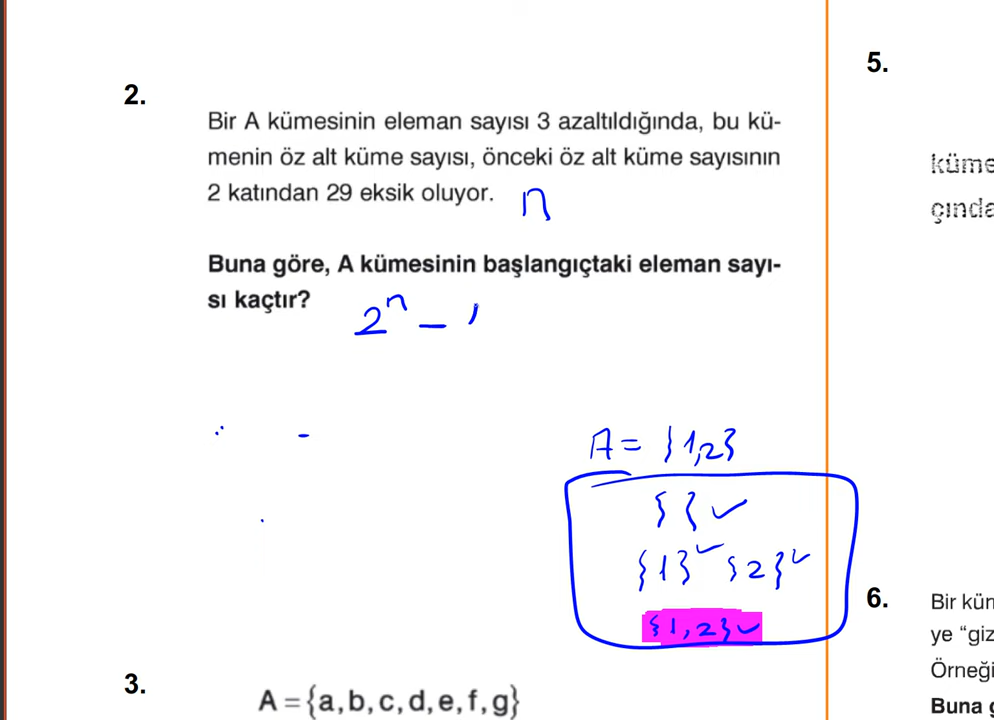 2.
Bir A kümesinin eleman sayısı 3 azaltıldığında, bu kü-
menin öz alt küme sayısı, önceki öz alt küme sayısının
2 katından 29 eksik oluyor.
n
Buna göre, A kümesinin başlangıçtaki eleman sayı-
sı kaçtır?
2ⁿ - 1
A = {1,2}
{ } ✓
{1} ✓ {2} ✓
{1,2} ✓
3.
A = {a, b, c, d, e, f, g}
5.
küme
çında
6.
Bir kün
ye “giz
Örneği
Buna g